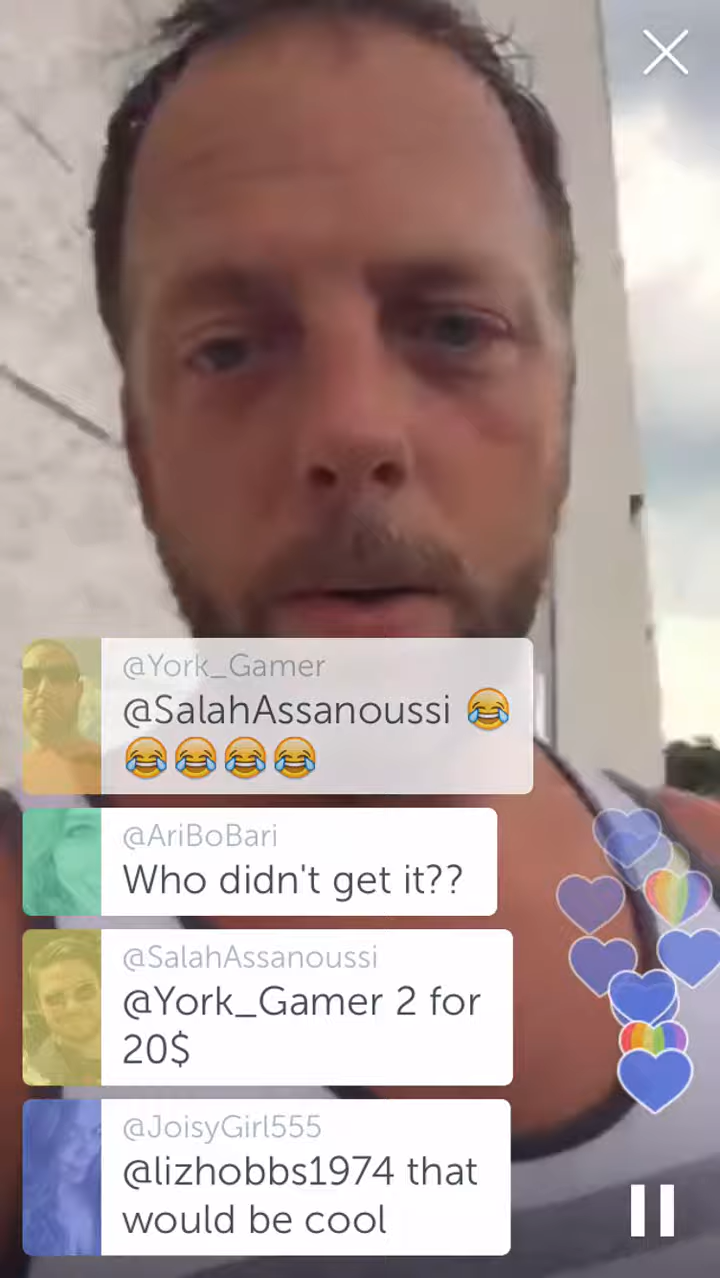 @York_Gamer
@SalahAssanoussi 😂
😂😂😂😂
@AriBoBari
Who didn't get it??
@SalahAssanoussi
@York_Gamer 2 for
20$
@JoisyGirl555
@lizhobbs1974 that
would be cool